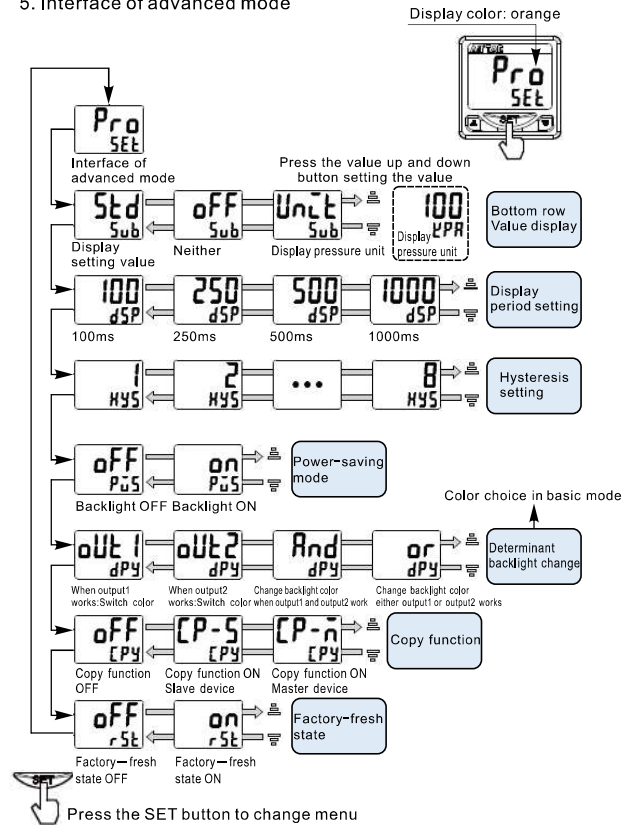 5. Interface of advanced mode
Display color: orange
Pro
SEt
SET
Pro
SEt
Interface of
advanced mode
Press the value up and down
button setting the value
Std
Sub
oFF
Sub
Unit
Sub
100
KPA
Display
pressure unit
Bottom row
Value display
Display
setting value
Neither
Display pressure unit
100
dSP
250
dSP
500
dSP
1000
dSP
Display
period setting
100ms
250ms
500ms
1000ms
1
HYS
2
HYS
•••
8
HYS
Hysteresis
setting
oFF
PwS
on
PwS
Power-saving
mode
Backlight OFF
Backlight ON
Color choice in basic mode
oUt1
dPY
oUt2
dPY
And
dPY
or
dPY
Determinant
backlight change
When output1
works:Switch color
When output2
works:Switch color
Change backlight color
when output1 and output2 work
Change backlight color
either output1 or output2 works
oFF
CPY
CP-S
CPY
CP-m
CPY
Copy function
Copy function
OFF
Copy function ON
Slave device
Copy function ON
Master device
oFF
rSt
on
rSt
Factory-fresh
state
Factory—fresh
state OFF
Factory—fresh
state ON
SET
Press the SET button to change menu